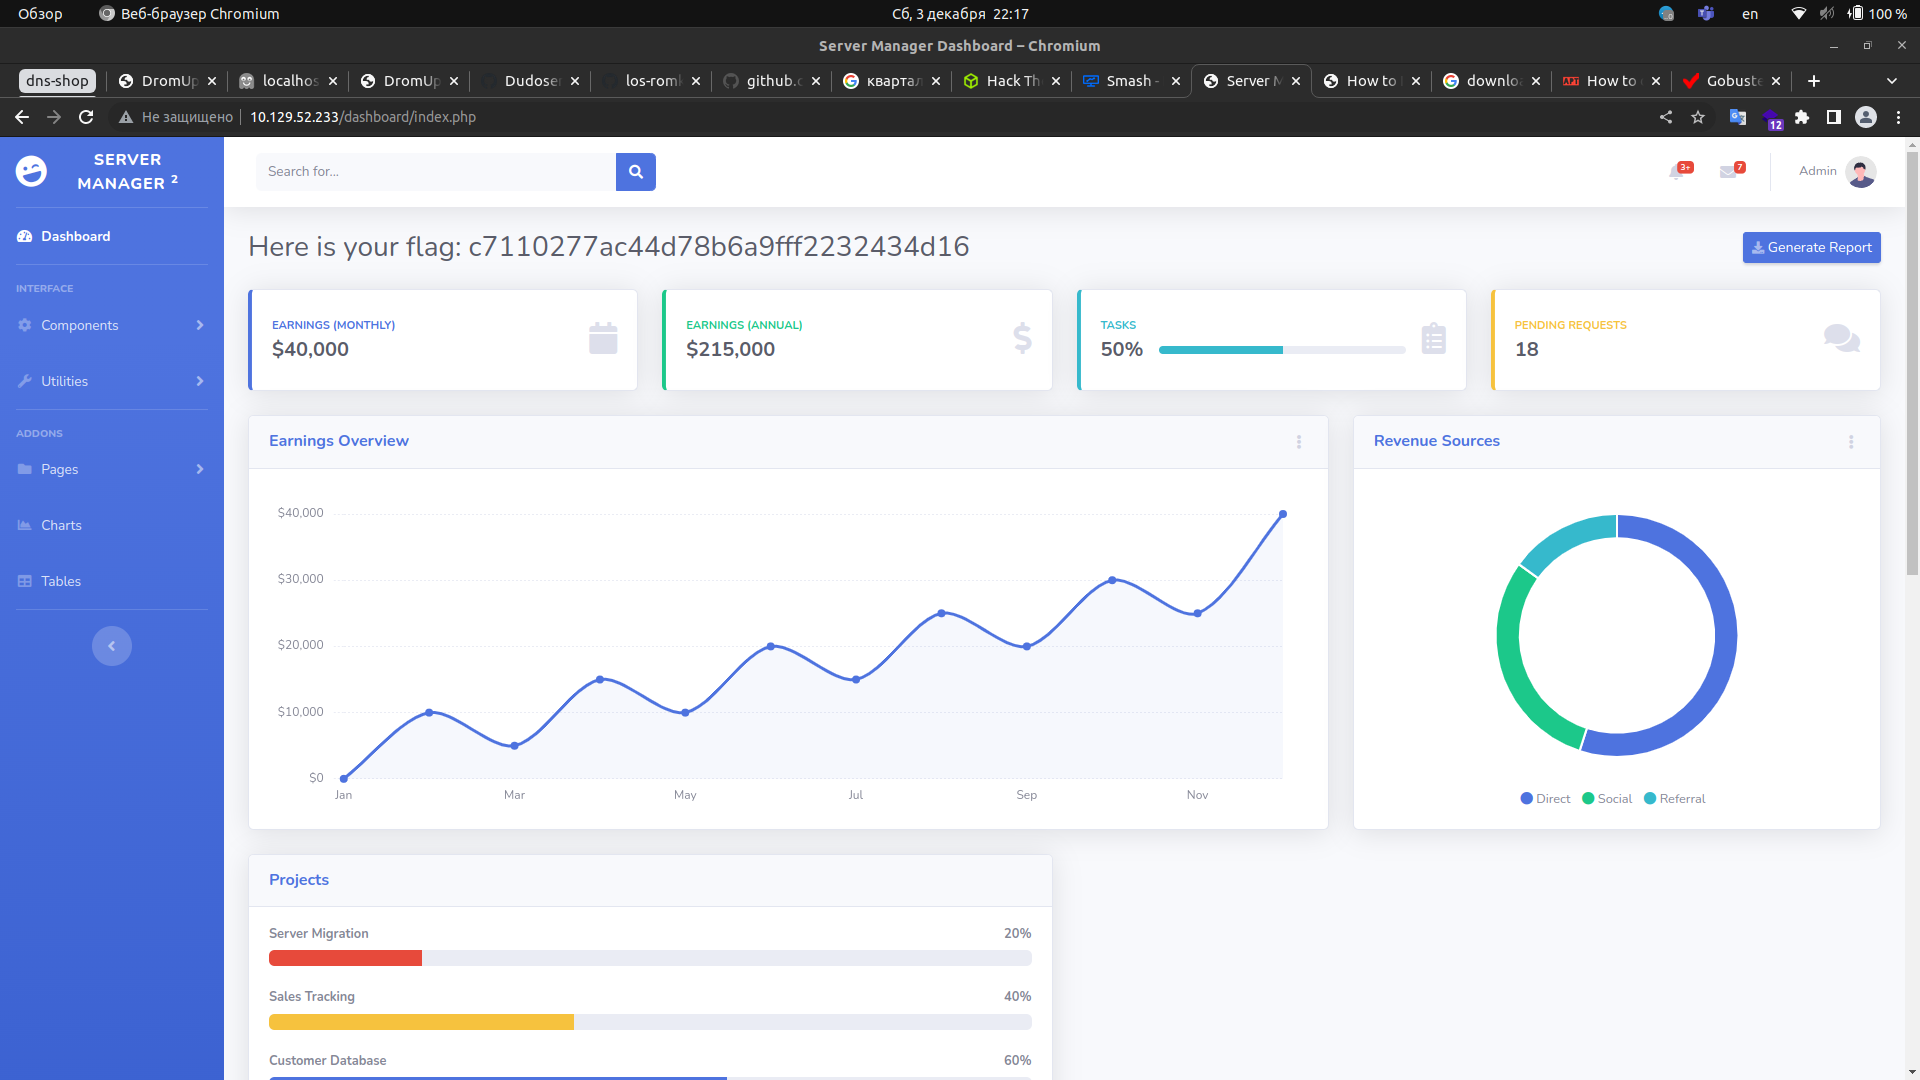 Обзор
Веб-браузер Chromium
Сб, 3 декабря 22:17
en
100 %
Server Manager Dashboard – Chromium
dns-shop
DromUp
localhos
DromUp
Dudose
los-romk
github.c
квартал
Hack Th
Smash -
Server M
How to
downlo
How to
Gobuste
Не защищено
10.129.52.233/dashboard/index.php
12
SERVER
MANAGER 2
Dashboard
INTERFACE
Components
Utilities
ADDONS
Pages
Charts
Tables
Search for...
3+
7
Admin
Here is your flag: c7110277ac44d78b6a9fff2232434d16
Generate Report
EARNINGS (MONTHLY)
$40,000
EARNINGS (ANNUAL)
$215,000
TASKS
50%
PENDING REQUESTS
18
Earnings Overview
$40,000
$30,000
$20,000
$10,000
$0
Jan
Mar
May
Jul
Sep
Nov
Revenue Sources
Direct
Social
Referral
Projects
Server Migration
20%
Sales Tracking
40%
Customer Database
60%